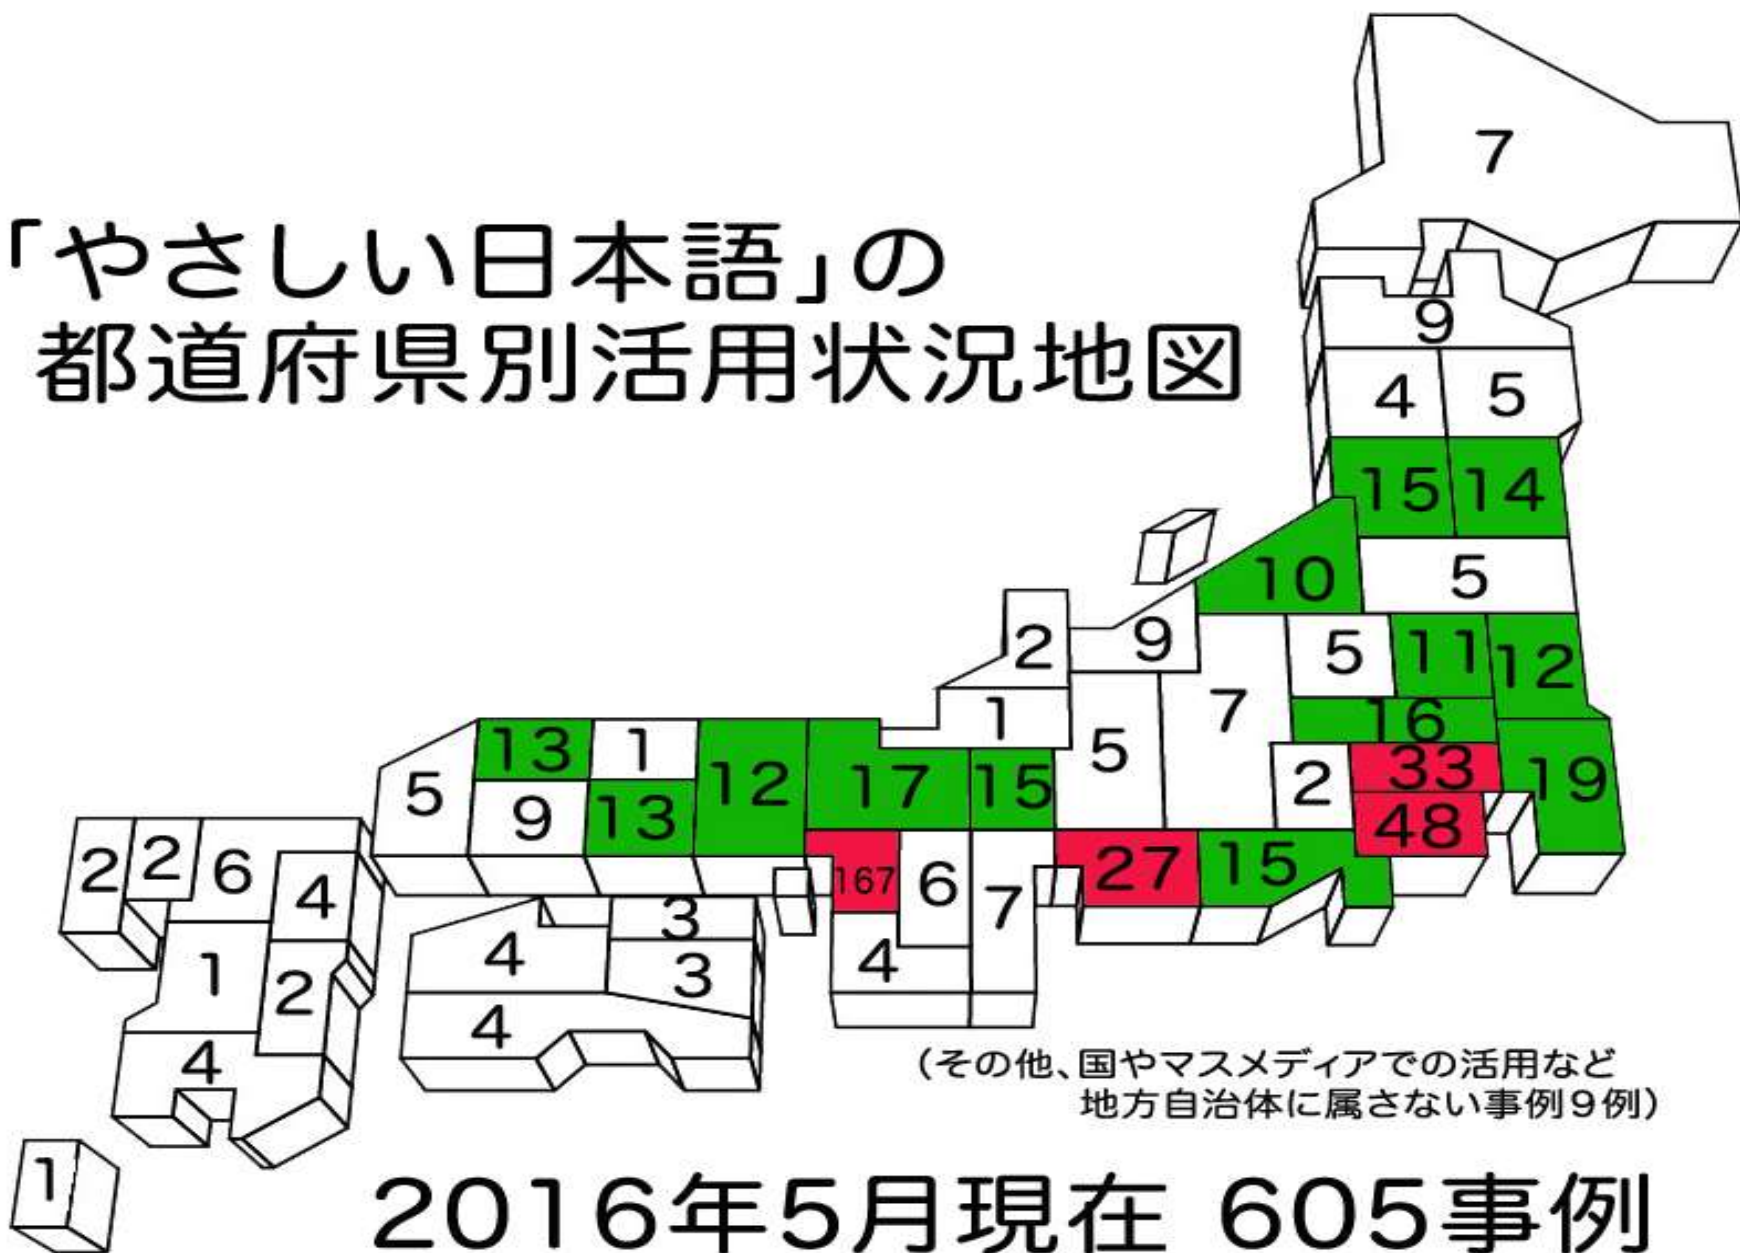 「やさしい日本語」の
都道府県別活用状況地図
7
9
4 5
15 14
10 5
2 9 5 11 12
1 5 7 16
13 1 12 17 15 2 33 19
5 9 13 48
2 2 6 4 167 6 7 27 15
3
4 3 4
1 2 4
4
1
(その他、国やマスメディアでの活用など
地方自治体に属さない事例9例)
2016年5月現在 605事例